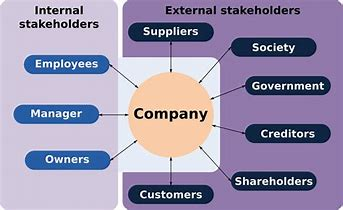 Internal
stakeholders
External stakeholders
Employees
Manager
Owners
Company
Suppliers
Society
Government
Creditors
Shareholders
Customers